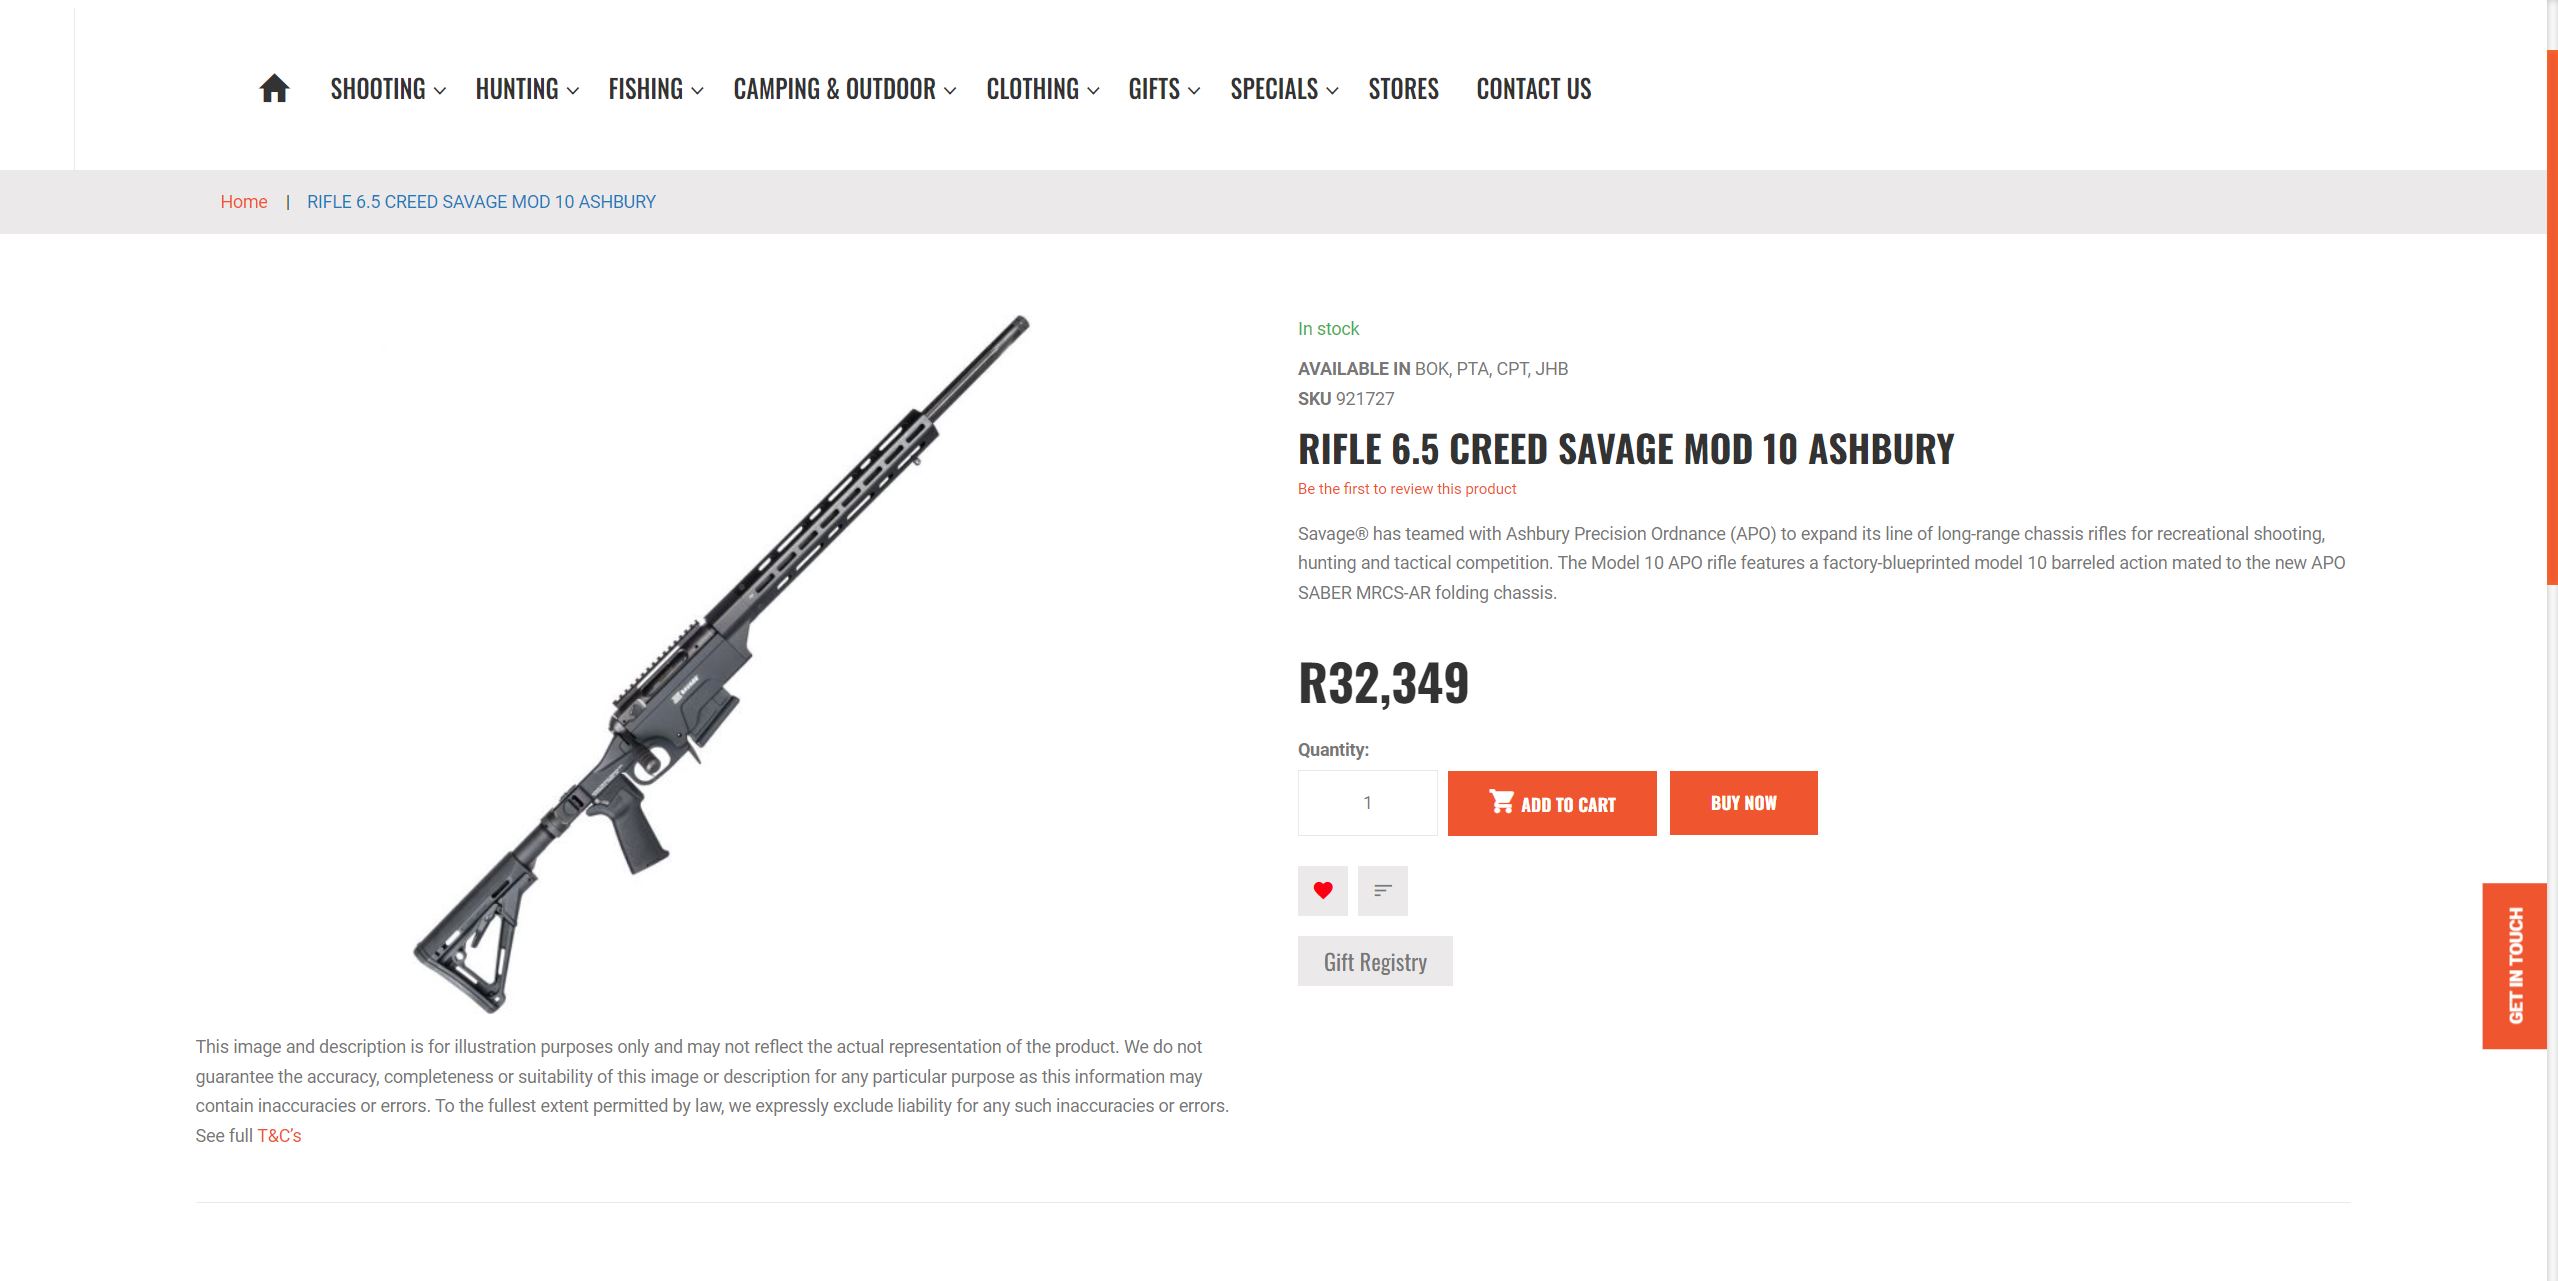 SHOOTING HUNTING FISHING CAMPING & OUTDOOR CLOTHING GIFTS SPECIALS STORES CONTACT US
Home | RIFLE 6.5 CREED SAVAGE MOD 10 ASHBURY
In stock
AVAILABLE IN BOK, PTA, CPT, JHB
SKU 921727
RIFLE 6.5 CREED SAVAGE MOD 10 ASHBURY
Be the first to review this product
Savage® has teamed with Ashbury Precision Ordnance (APO) to expand its line of long-range chassis rifles for recreational shooting,
hunting and tactical competition. The Model 10 APO rifle features a factory-blueprinted model 10 barreled action mated to the new APO
SABER MRCS-AR folding chassis.
R32,349
Quantity:
1 ADD TO CART BUY NOW
Gift Registry
GET IN TOUCH
SAVAGE
This image and description is for illustration purposes only and may not reflect the actual representation of the product. We do not
guarantee the accuracy, completeness or suitability of this image or description for any particular purpose as this information may
contain inaccuracies or errors. To the fullest extent permitted by law, we expressly exclude liability for any such inaccuracies or errors.
See full T&C's